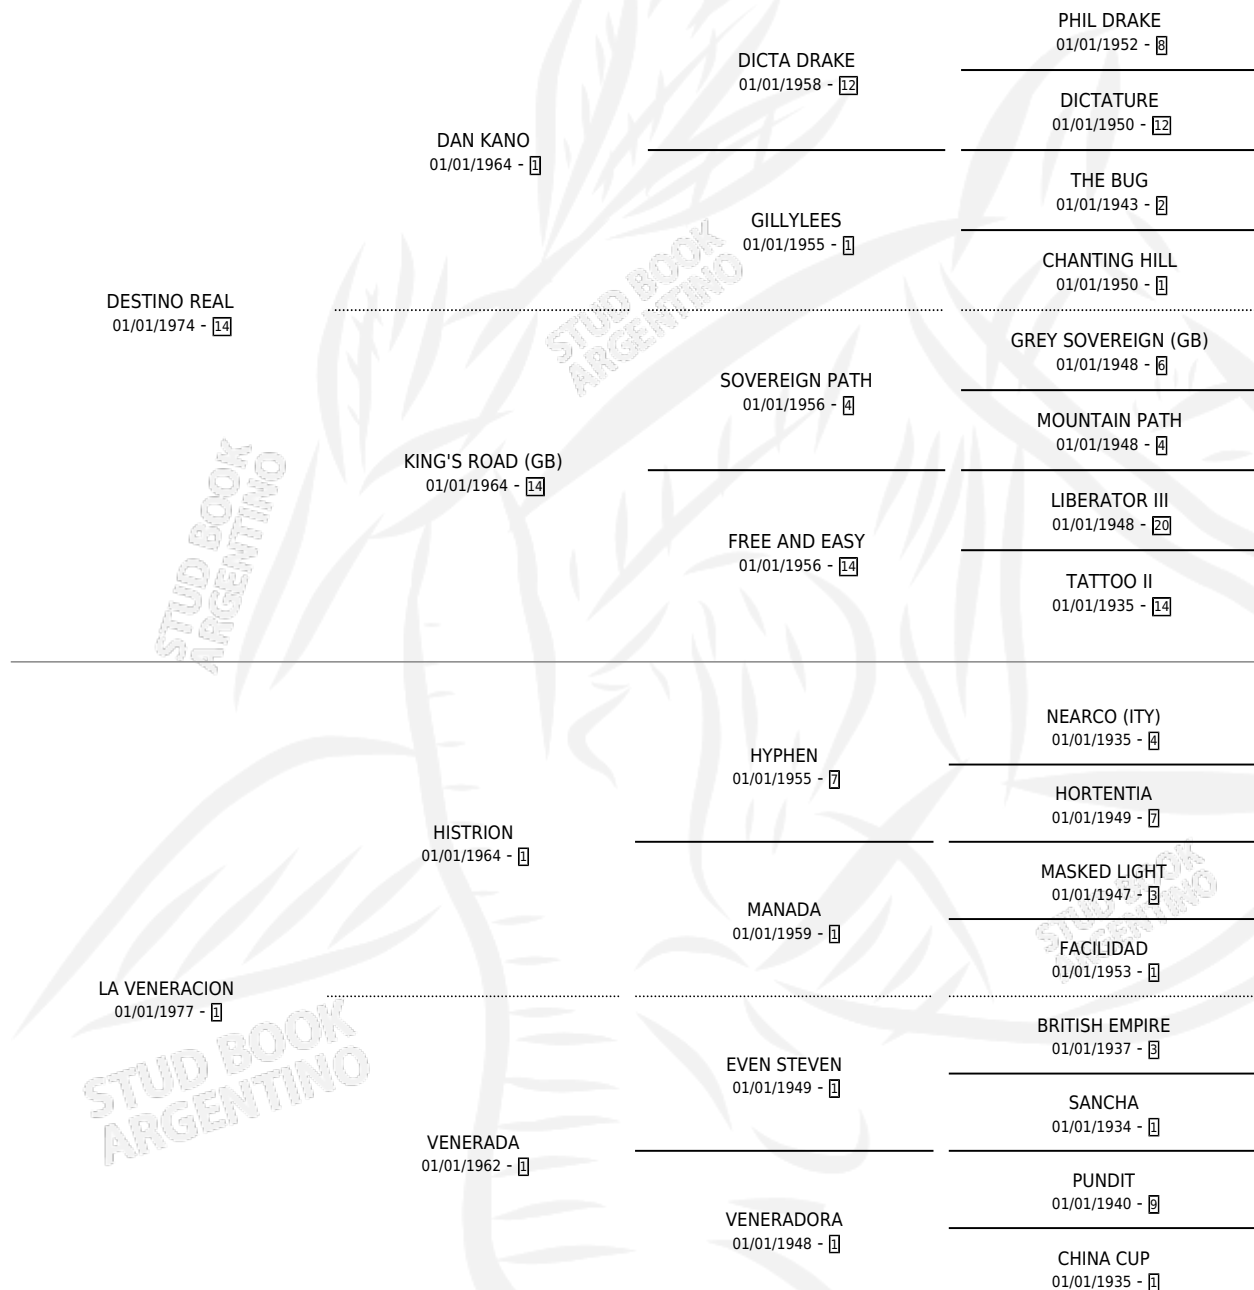 PHIL DRAKE
01/01/1952 - 8
DICTA DRAKE
01/01/1958 - 12
DICTATURE
01/01/1950 - 12
DAN KANO
01/01/1964 - 1
THE BUG
01/01/1943 - 2
GILLYLEES
01/01/1955 - 1
CHANTING HILL
01/01/1950 - 1
DESTINO REAL
01/01/1974 - 14
GREY SOVEREIGN (GB)
01/01/1948 - 6
SOVEREIGN PATH
01/01/1956 - 4
MOUNTAIN PATH
01/01/1948 - 4
KING'S ROAD (GB)
01/01/1964 - 14
LIBERATOR III
01/01/1948 - 20
FREE AND EASY
01/01/1956 - 14
TATTOO II
01/01/1935 - 14
NEARCO (ITY)
01/01/1935 - 4
HYPHEN
01/01/1955 - 7
HORTENTIA
01/01/1949 - 7
HISTRION
01/01/1964 - 1
MASKED LIGHT
01/01/1947 - 3
MANADA
01/01/1959 - 1
FACILIDAD
01/01/1953 - 1
LA VENERACION
01/01/1977 - 1
BRITISH EMPIRE
01/01/1937 - 3
EVEN STEVEN
01/01/1949 - 1
SANCHA
01/01/1934 - 1
VENERADA
01/01/1962 - 1
PUNDIT
01/01/1940 - 9
VENERADORA
01/01/1948 - 1
CHINA CUP
01/01/1935 - 1
STUD BOOK
ARGENTINO
STUD BOOK
ARGENTINO
STUD BOOK
ARGENTINO
STUD BOOK
ARGENTINO